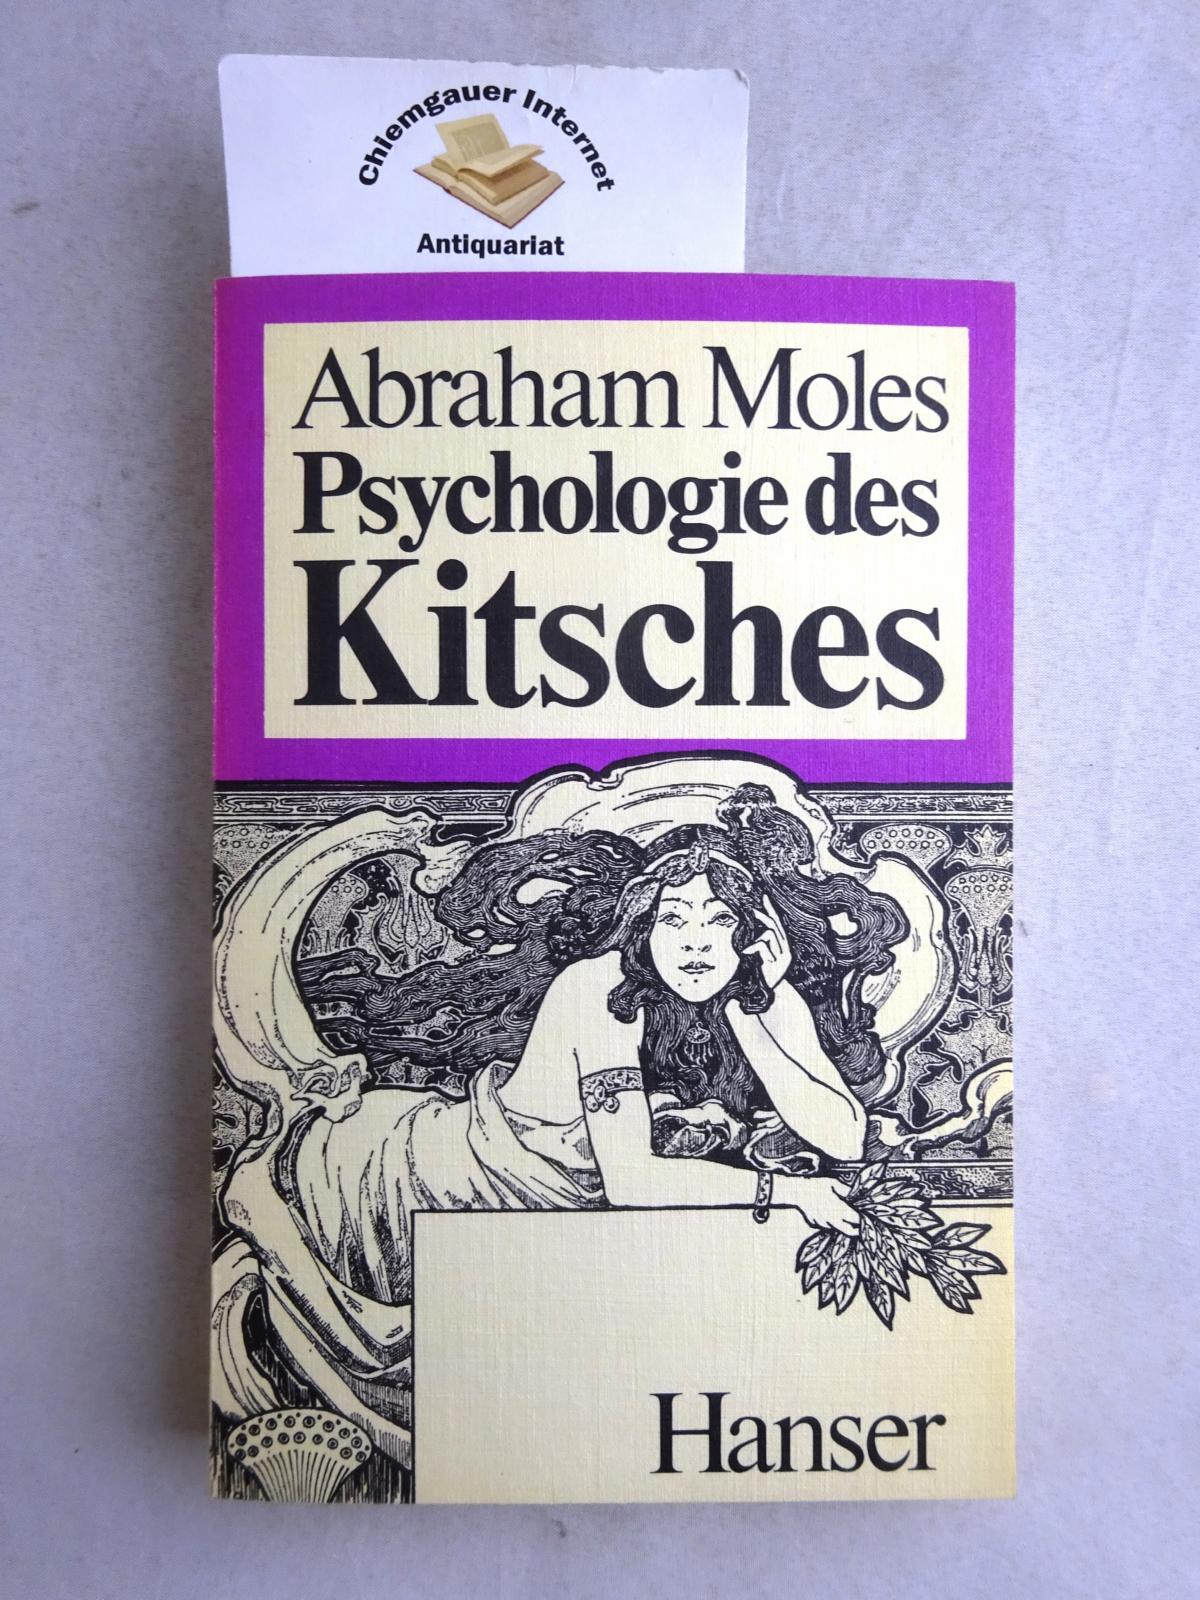 Chiemgauer Internet
Antiquariat
Abraham Moles
Psychologie des
Kitsches
Hanser